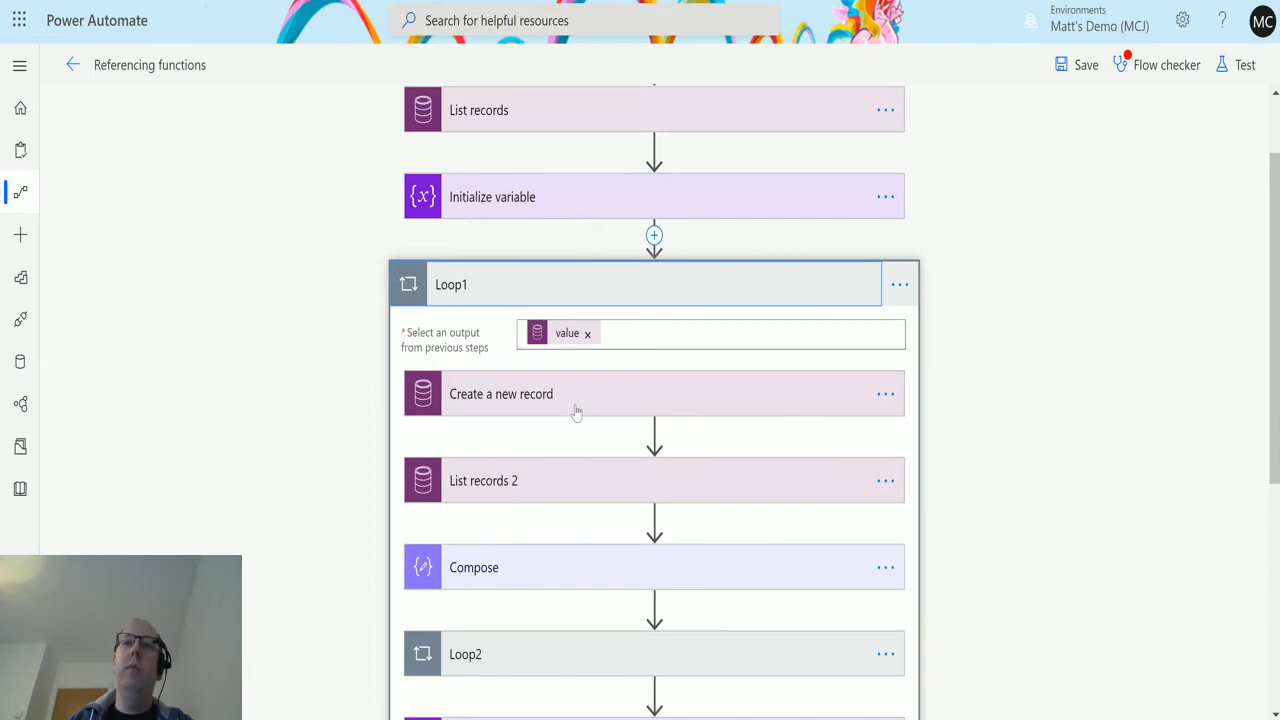 Power Automate
Search for helpful resources
Environments
Matt's Demo (MCJ)
MC
Referencing functions
Save
Flow checker
Test
List records
{x} Initialize variable
Loop1
*Select an output
from previous steps
value x
Create a new record
List records 2
Compose
Loop2